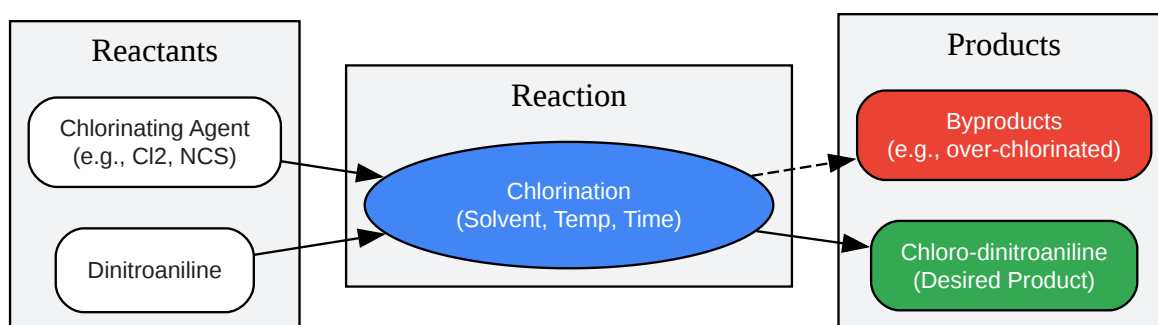 Reactants
Chlorinating Agent
(e.g., Cl2, NCS)
Dinitroaniline
Reaction
Chlorination
(Solvent, Temp, Time)
Products
Byproducts
(e.g., over-chlorinated)
Chloro-dinitroaniline
(Desired Product)